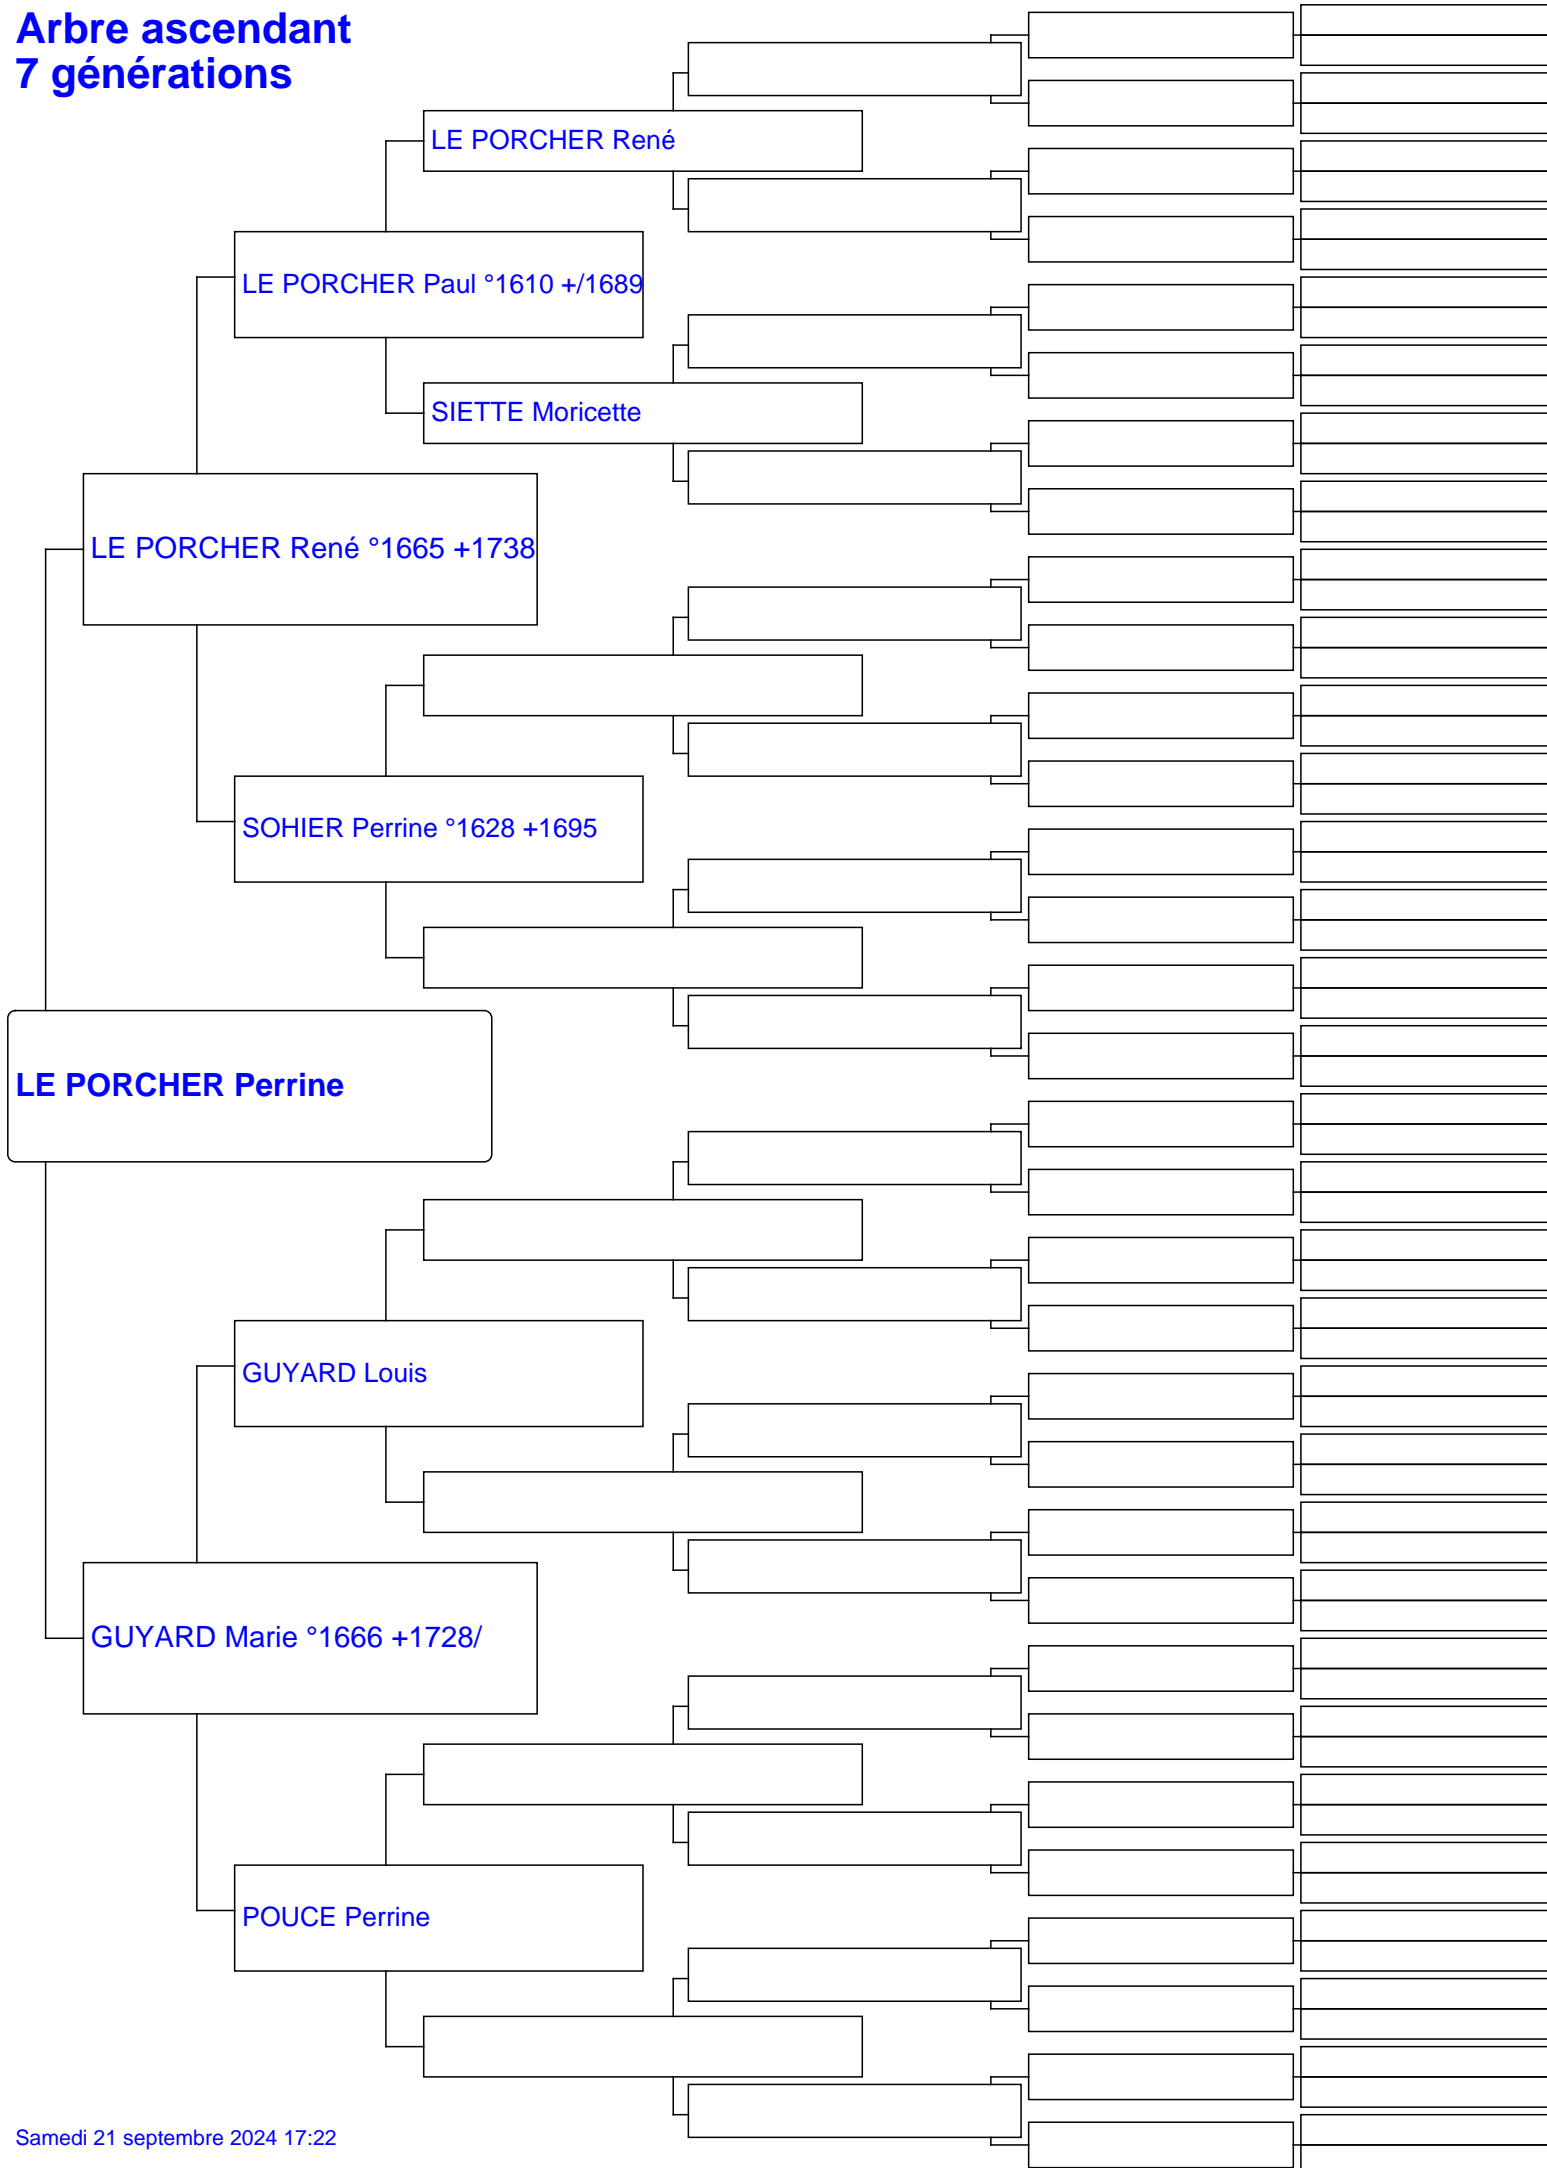 Arbre ascendant
7 générations
LE PORCHER René
LE PORCHER Paul °1610 +/1689
SIETTE Moricette
LE PORCHER René °1665 +1738
SOHIER Perrine °1628 +1695
LE PORCHER Perrine
GUYARD Louis
GUYARD Marie °1666 +1728/
POUCE Perrine
Samedi 21 septembre 2024 17:22